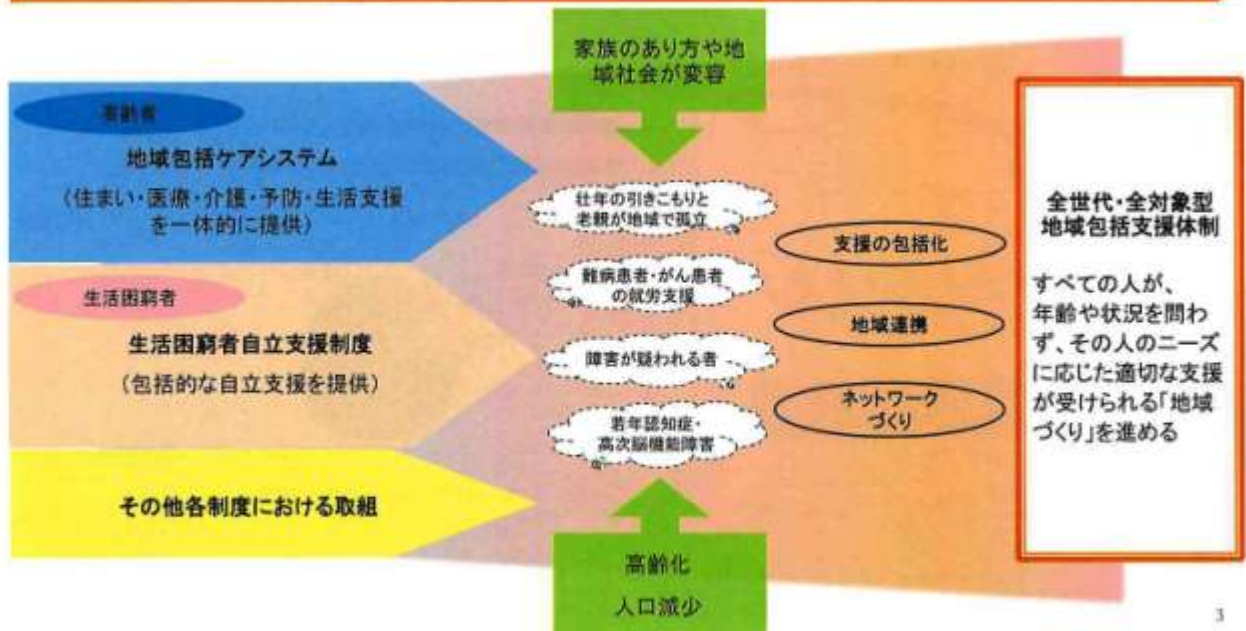 家族のあり方や地
域社会が変容
高齢者
地域包括ケアシステム
(住まい・医療・介護・予防・生活支援
を一体的に提供)
生活困窮者
生活困窮者自立支援制度
(包括的な自立支援を提供)
その他各制度における取組
壮年の引きこもりと
老親が地域で孤立
難病患者・がん患者
の就労支援
障害が疑われる者
若年認知症・
高次脳機能障害
高齢化
人口減少
支援の包括化
地域連携
ネットワーク
づくり
全世代・全対象型
地域包括支援体制
すべての人が、
年齢や状況を問わ
ず、その人のニーズ
に応じた適切な支援
が受けられる「地域
づくり」を進める
3